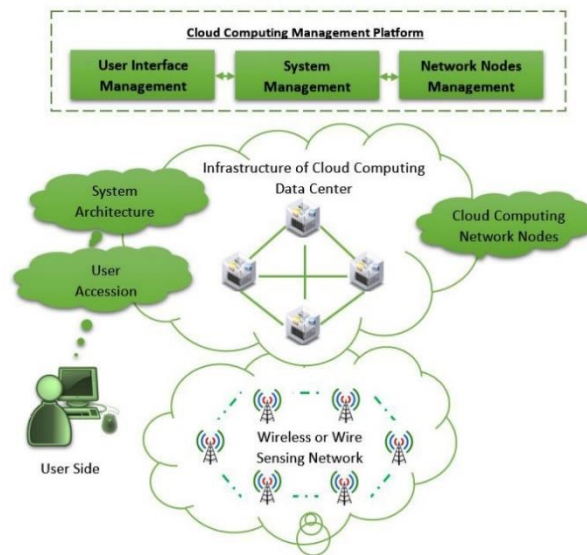 Cloud Computing Management Platform
User Interface
Management
System
Management
Network Nodes
Management
Infrastructure of Cloud Computing
Data Center
System
Architecture
Cloud Computing
Network Nodes
User
Accession
User Side
Wireless or Wire
Sensing Network